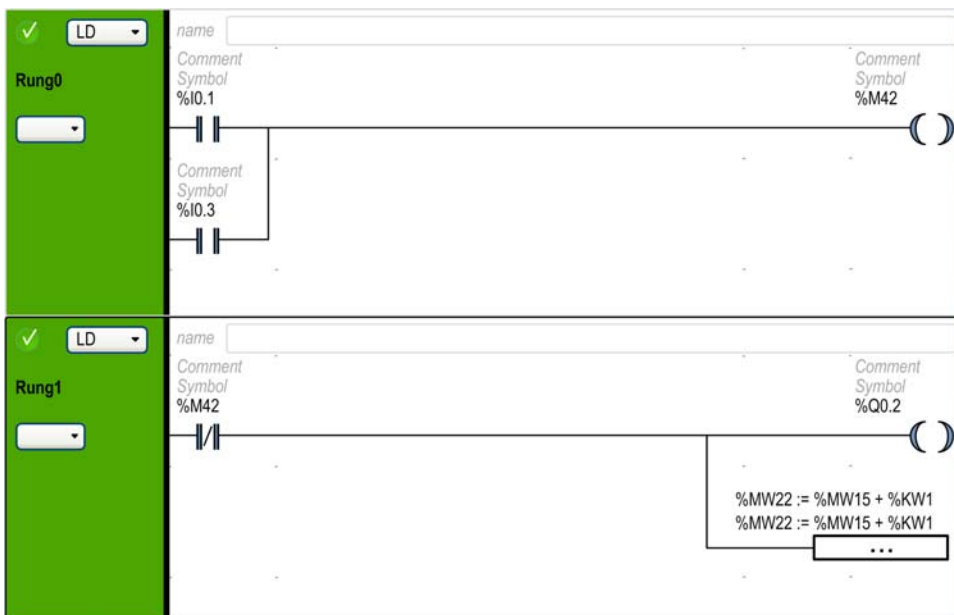 LD
name
Rung0
Comment
Symbol
%I0.1
Comment
Symbol
%M42
Comment
Symbol
%I0.3
LD
name
Rung1
Comment
Symbol
%M42
Comment
Symbol
%Q0.2
%MW22 := %MW15 + %KW1
%MW22 := %MW15 + %KW1
...